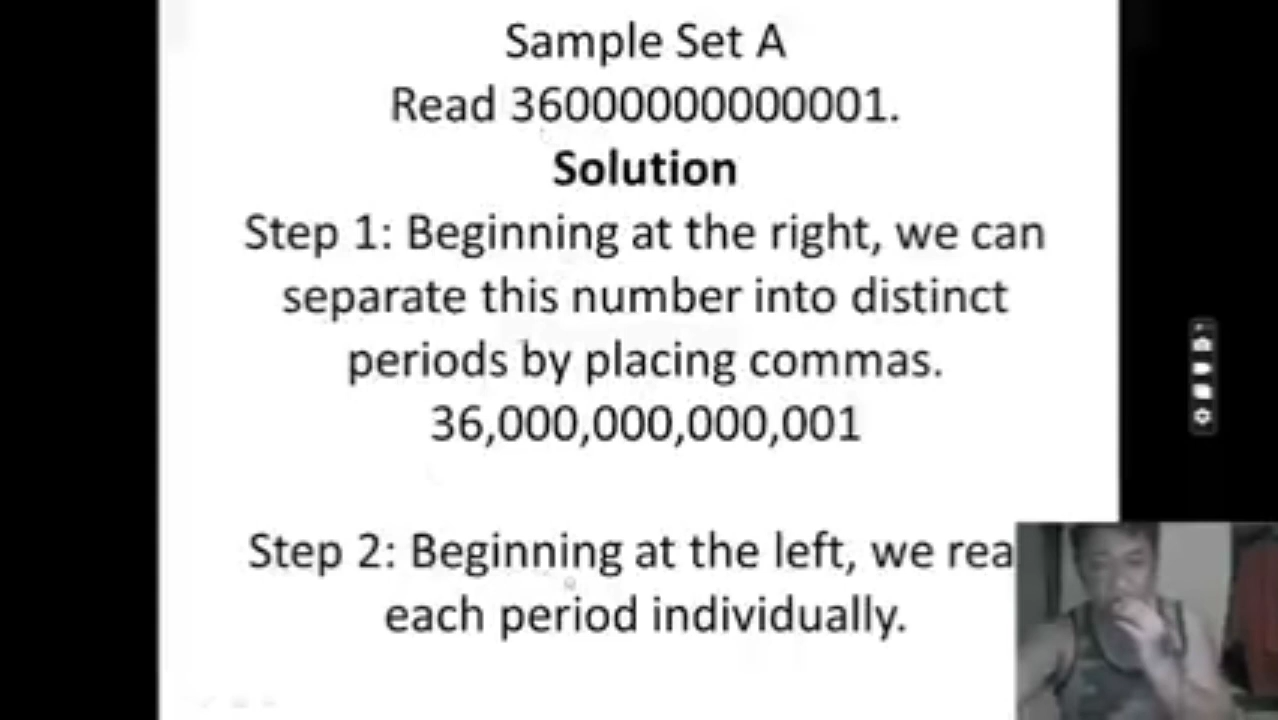 Sample Set A
Read 36000000000001.
Solution
Step 1: Beginning at the right, we can
separate this number into distinct
periods by placing commas.
36,000,000,000,001
Step 2: Beginning at the left, we rea
each period individually.